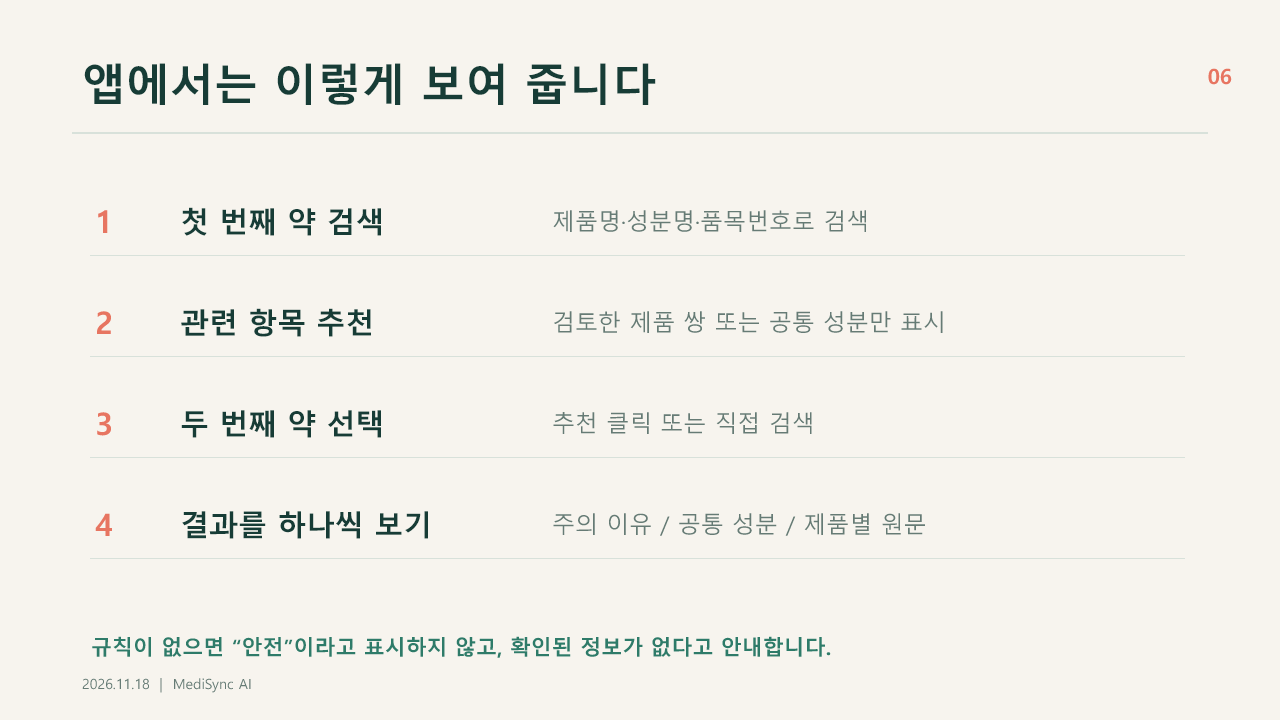 앱에서는 이렇게 보여 줍니다
06
1 첫 번째 약 검색 제품명·성분명·품목번호로 검색
2 관련 항목 추천 검토한 제품 쌍 또는 공통 성분만 표시
3 두 번째 약 선택 추천 클릭 또는 직접 검색
4 결과를 하나씩 보기 주의 이유 / 공통 성분 / 제품별 원문
규칙이 없으면 “안전”이라고 표시하지 않고, 확인된 정보가 없다고 안내합니다.
2026.11.18 | MediSync AI